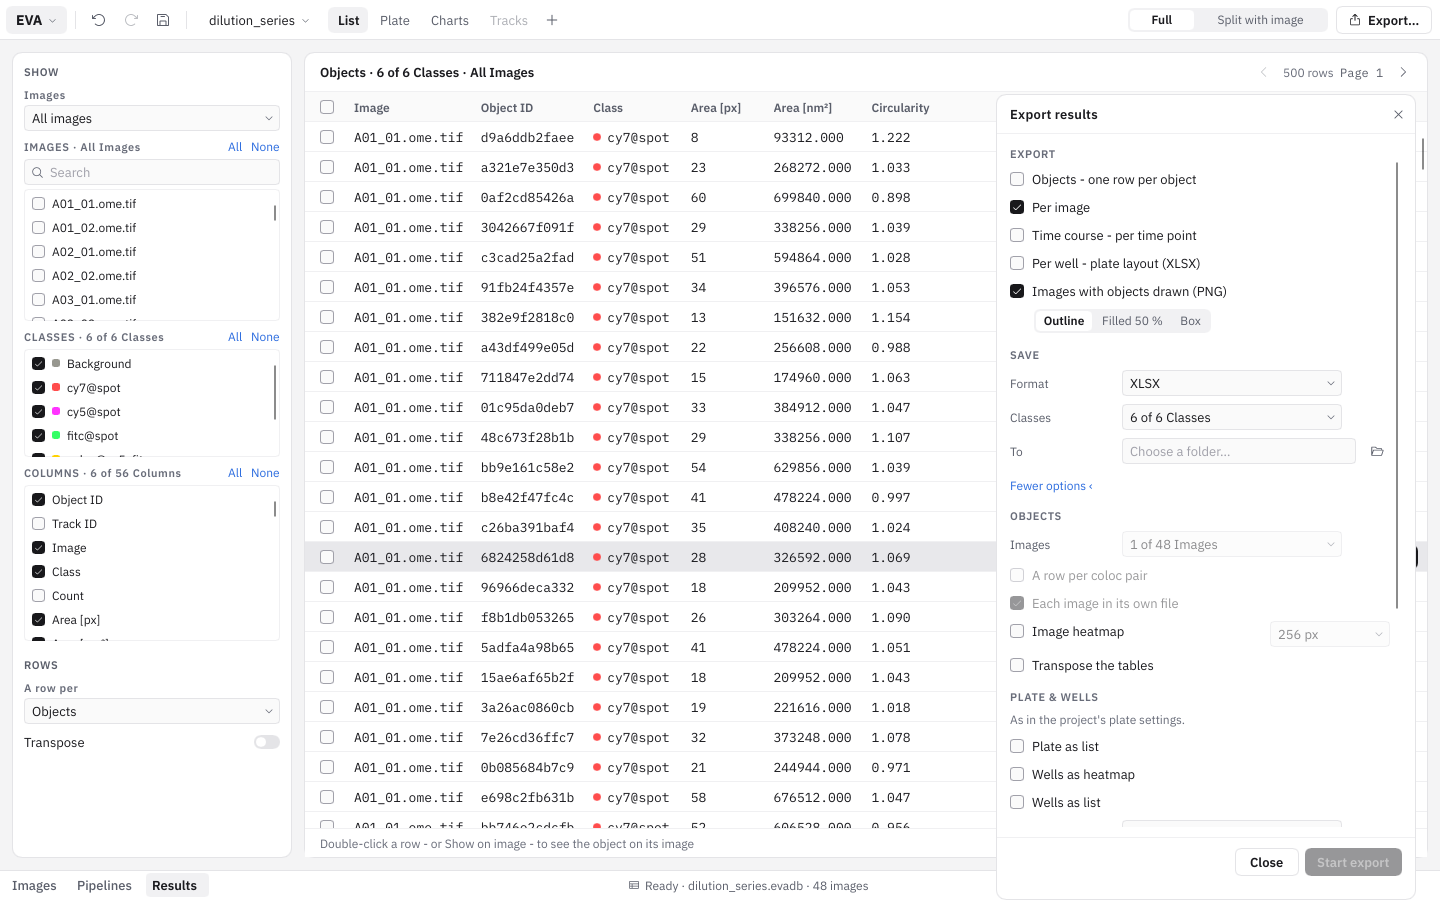 EVA
dilution_series
List
Plate
Charts
Tracks
Full
Split with image
Export...
SHOW
Images
All images
IMAGES · All Images
All
None
Search
A01_01.ome.tif
A01_02.ome.tif
A02_01.ome.tif
A02_02.ome.tif
A03_01.ome.tif
CLASSES · 6 of 6 Classes
All
None
Background
cy7@spot
cy5@spot
fitc@spot
COLUMNS · 6 of 56 Columns
All
None
Object ID
Track ID
Image
Class
Count
Area [px]
ROWS
A row per
Objects
Transpose
Objects · 6 of 6 Classes · All Images
500 rows Page 1
Image Object ID Class Area [px] Area [nm²] Circularity
A01_01.ome.tif d9a6ddb2faee cy7@spot 8 93312.000 1.222
A01_01.ome.tif a321e7e350d3 cy7@spot 23 268272.000 1.033
A01_01.ome.tif 0af2cd85426a cy7@spot 60 699840.000 0.898
A01_01.ome.tif 3042667f091f cy7@spot 29 338256.000 1.039
A01_01.ome.tif c3cad25a2fad cy7@spot 51 594864.000 1.028
A01_01.ome.tif 91fb24f4357e cy7@spot 34 396576.000 1.053
A01_01.ome.tif 382e9f2818c0 cy7@spot 13 151632.000 1.154
A01_01.ome.tif a43df499e05d cy7@spot 22 256608.000 0.988
A01_01.ome.tif 711847e2dd74 cy7@spot 15 174960.000 1.063
A01_01.ome.tif 01c95da0deb7 cy7@spot 33 384912.000 1.047
A01_01.ome.tif 48c673f28b1b cy7@spot 29 338256.000 1.107
A01_01.ome.tif bb9e161c58e2 cy7@spot 54 629856.000 1.039
A01_01.ome.tif b8e42f47fc4c cy7@spot 41 478224.000 0.997
A01_01.ome.tif c26ba391baf4 cy7@spot 35 408240.000 1.024
A01_01.ome.tif 6824258d61d8 cy7@spot 28 326592.000 1.069
A01_01.ome.tif 96966deca332 cy7@spot 18 209952.000 1.043
A01_01.ome.tif f8b1db053265 cy7@spot 26 303264.000 1.090
A01_01.ome.tif 5adfa4a98b65 cy7@spot 41 478224.000 1.051
A01_01.ome.tif 15ae6af65b2f cy7@spot 18 209952.000 1.043
A01_01.ome.tif 3a26ac0860cb cy7@spot 19 221616.000 1.018
A01_01.ome.tif 7e26cd36ffc7 cy7@spot 32 373248.000 1.078
A01_01.ome.tif 0b085684b7c9 cy7@spot 21 244944.000 0.971
A01_01.ome.tif e698c2fb631b cy7@spot 58 676512.000 1.047
Double-click a row - or Show on image - to see the object on its image
Export results
EXPORT
Objects - one row per object
Per image
Time course - per time point
Per well - plate layout (XLSX)
Images with objects drawn (PNG)
Outline
Filled 50 %
Box
SAVE
Format
XLSX
Classes
6 of 6 Classes
To
Choose a folder...
Fewer options ‹
OBJECTS
Images
1 of 48 Images
A row per coloc pair
Each image in its own file
Image heatmap
256 px
Transpose the tables
PLATE & WELLS
As in the project's plate settings.
Plate as list
Wells as heatmap
Wells as list
Close
Start export
Images
Pipelines
Results
Ready · dilution_series.evadb · 48 images